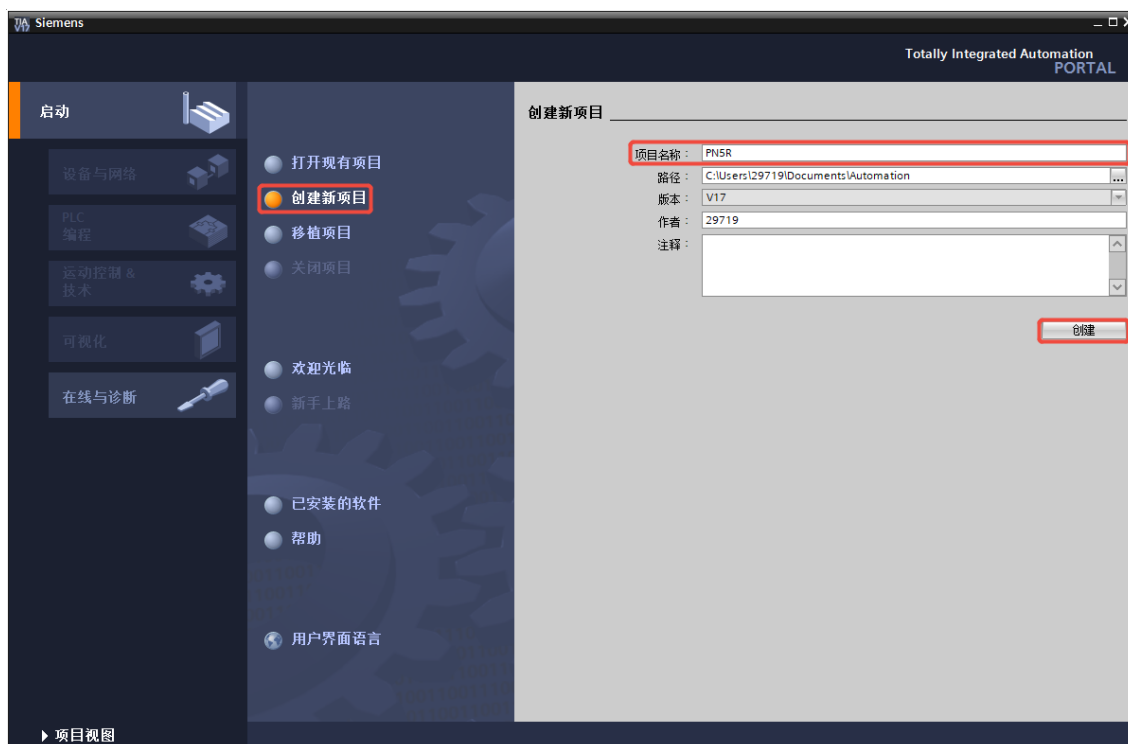 Siemens
Totally Integrated Automation
PORTAL
启动
设备与网络
PLC
编程
运动控制 &
技术
可视化
在线与诊断
打开现有项目
创建新项目
移植项目
关闭项目
欢迎光临
新手上路
已安装的软件
帮助
用户界面语言
创建新项目
项目名称： PN5R
路径： C:\Users\29719\Documents\Automation ...
版本： V17
作者： 29719
注释：
创建
项目视图